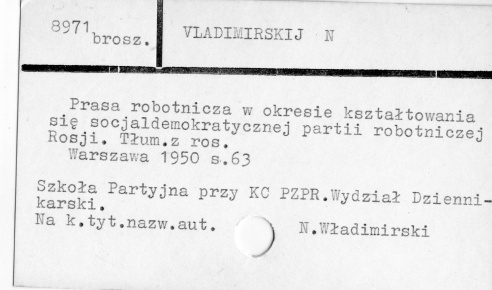 8971 brosz. VLADIMIRSKIJ N
Prasa robotnicza w okresie kształtowania
się socjaldemokratycznej partii robotniczej
Rosji. Tłum.z ros.
Warszawa 1950 s.63
Szkoła Partyjna przy KC PZPR.Wydział Dzienni-
karski.
Na k.tyt.nazw.aut. N.Władimirski